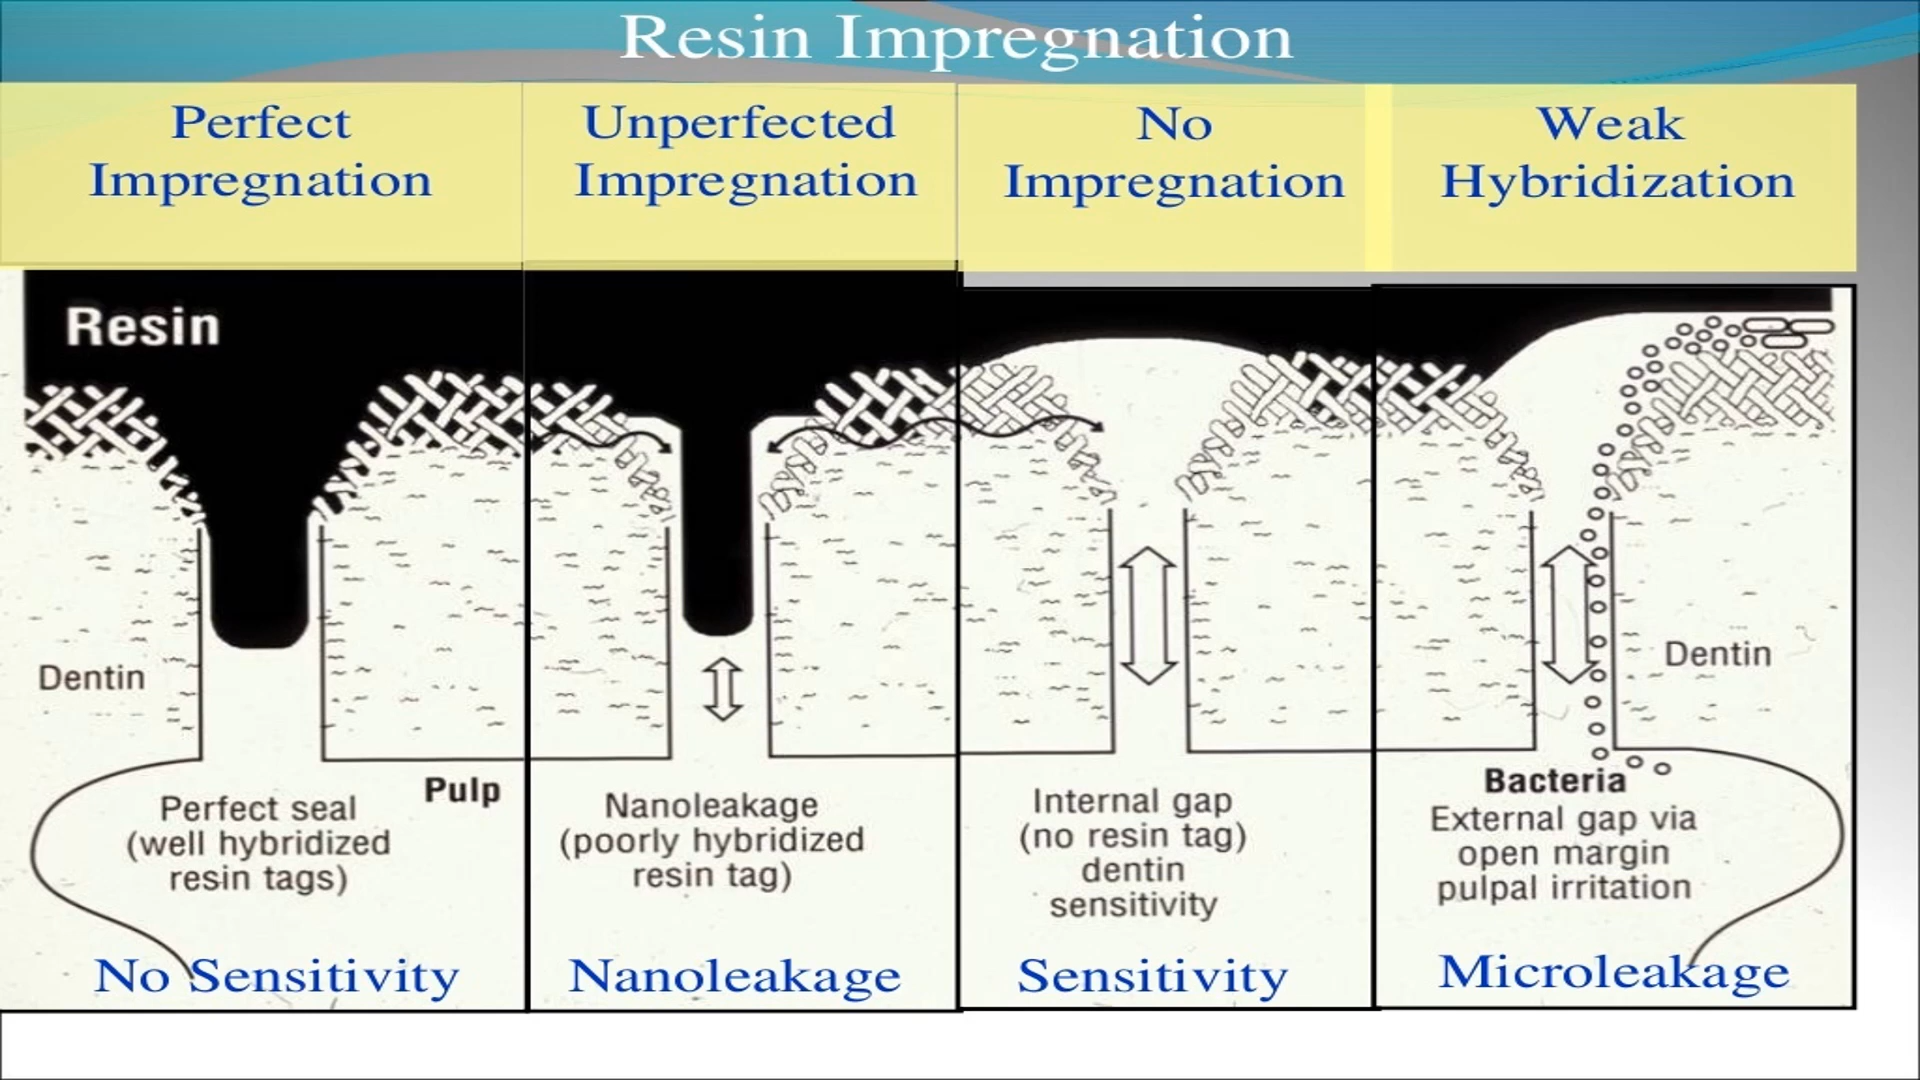 Resin Impregnation
Perfect
Impregnation
Unperfected
Impregnation
No
Impregnation
Weak
Hybridization
Resin
Dentin
Pulp
Perfect seal
(well hybridized
resin tags)
No Sensitivity
Nanoleakage
(poorly hybridized
resin tag)
Nanoleakage
Internal gap
(no resin tag)
dentin
sensitivity
Sensitivity
Dentin
Bacteria
External gap via
open margin
pulpal irritation
Microleakage